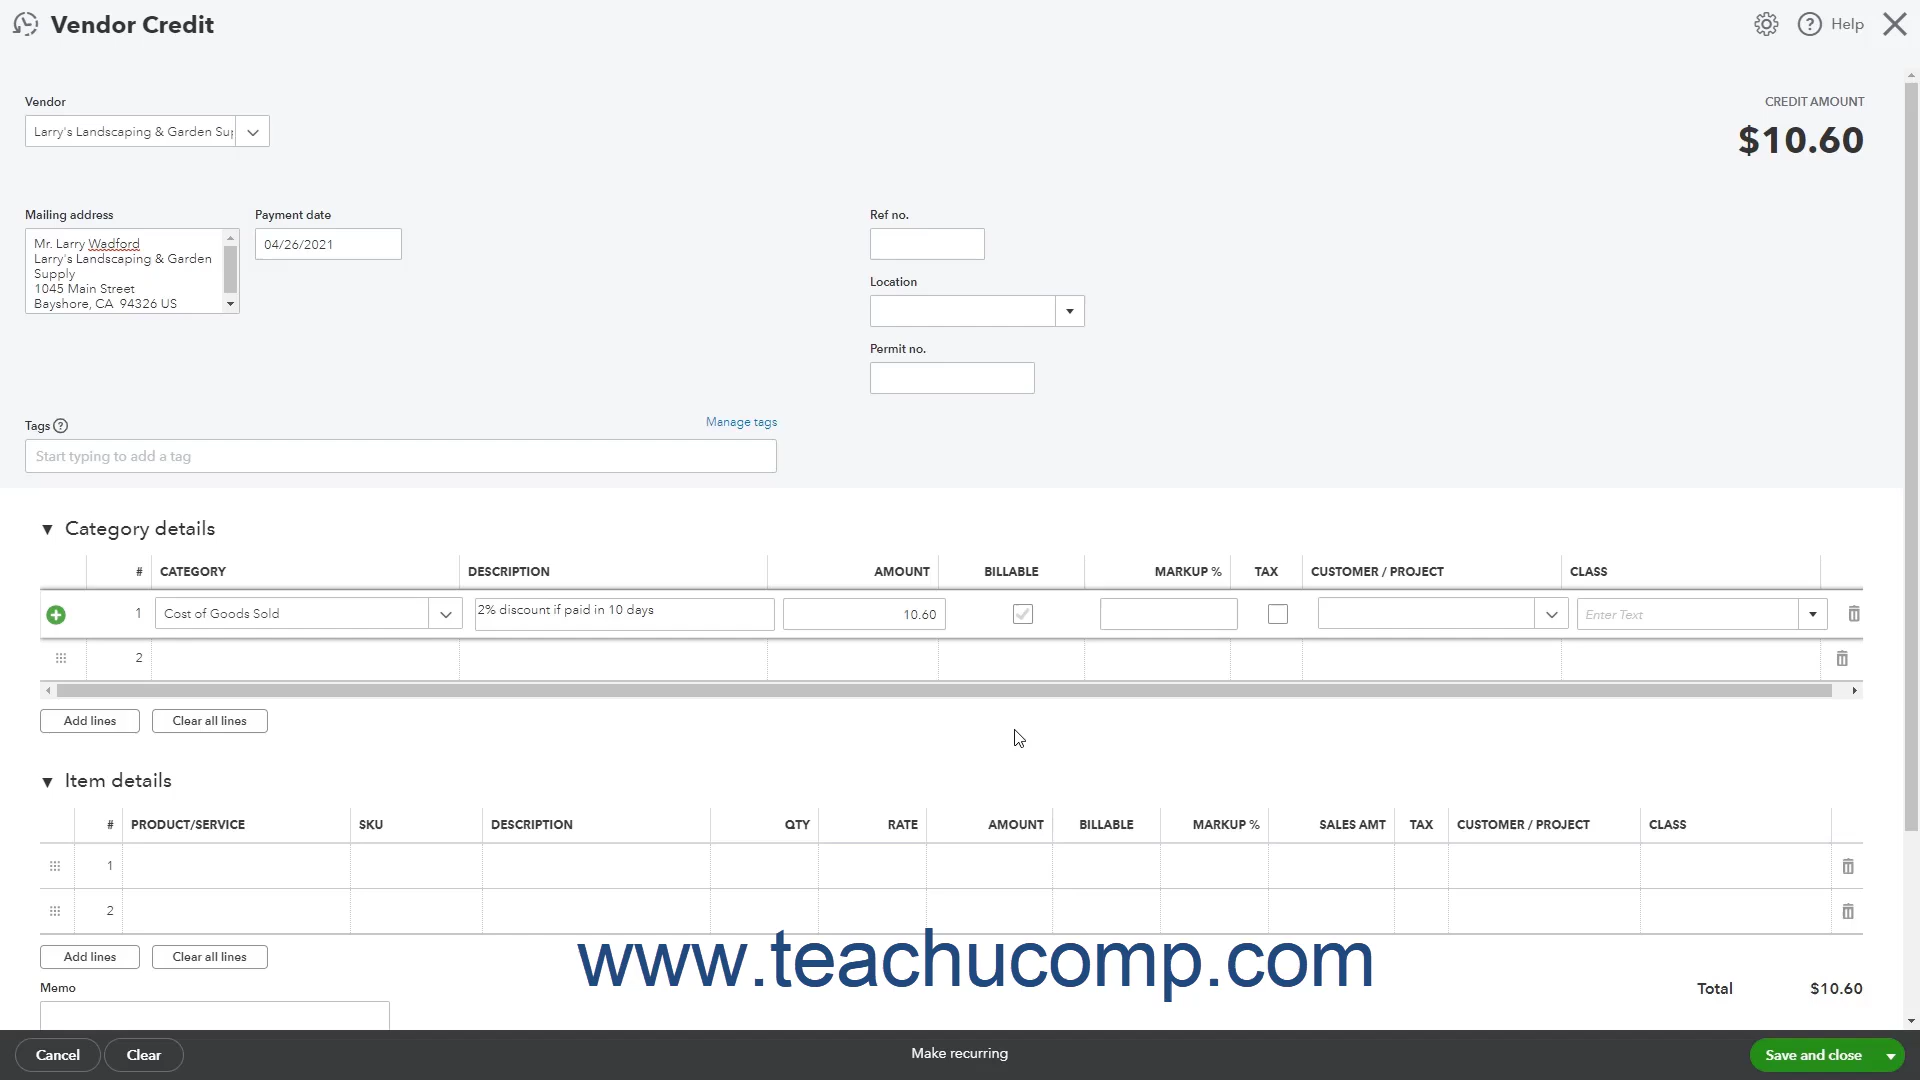 Vendor Credit
Help
Vendor
CREDIT AMOUNT
Larry's Landscaping & Garden Su
$10.60
Mailing address
Payment date
Ref no.
Mr. Larry Wadford
Larry's Landscaping & Garden
Supply
1045 Main Street
Bayshore, CA 94326 US
04/26/2021
Location
Permit no.
Tags
Manage tags
Start typing to add a tag
Category details
# CATEGORY DESCRIPTION AMOUNT BILLABLE MARKUP % TAX CUSTOMER / PROJECT CLASS
1 Cost of Goods Sold 2% discount if paid in 10 days 10.60 Enter Text
2
Add lines Clear all lines
Item details
# PRODUCT/SERVICE SKU DESCRIPTION QTY RATE AMOUNT BILLABLE MARKUP % SALES AMT TAX CUSTOMER / PROJECT CLASS
1
2
Add lines Clear all lines
www.teachucomp.com
Memo
Total $10.60
Cancel Clear Make recurring Save and close